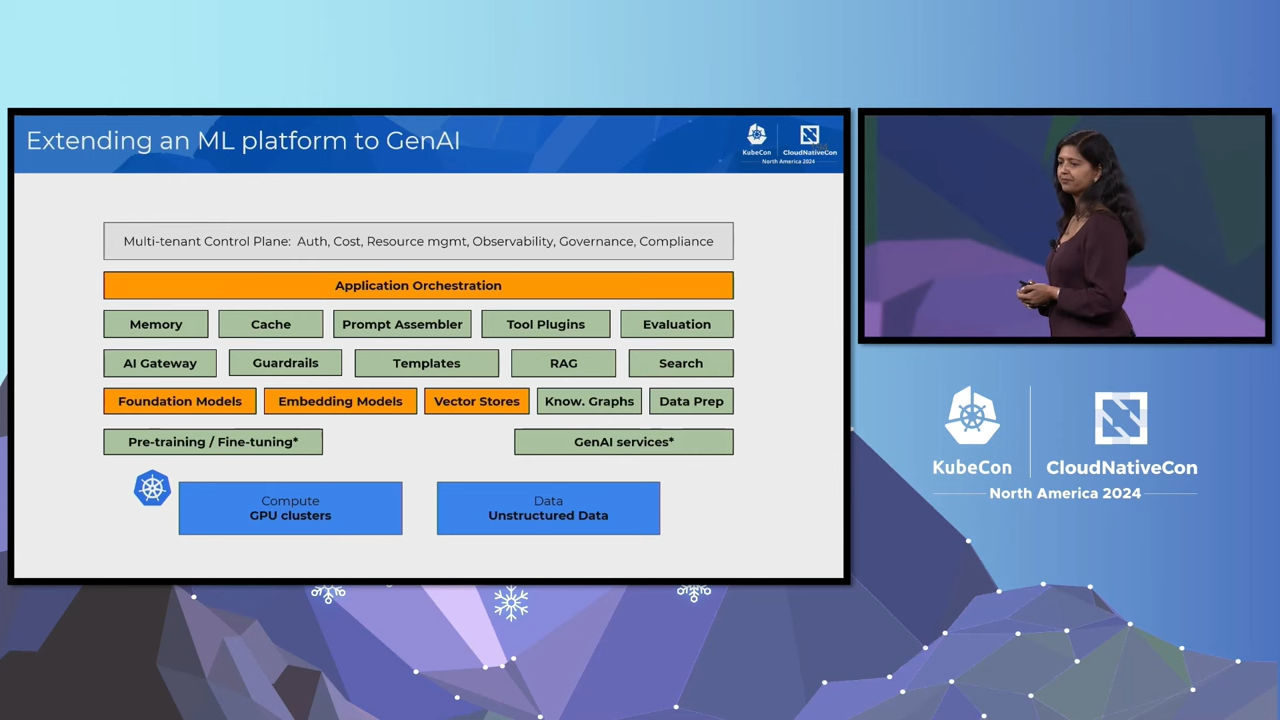 Extending an ML platform to GenAI
KubeCon
CloudNativeCon
North America 2024
Multi-tenant Control Plane: Auth, Cost, Resource mgmt, Observability, Governance, Compliance
Application Orchestration
Memory
Cache
Prompt Assembler
Tool Plugins
Evaluation
AI Gateway
Guardrails
Templates
RAG
Search
Foundation Models
Embedding Models
Vector Stores
Know. Graphs
Data Prep
Pre-training / Fine-tuning*
GenAI services*
Compute
GPU clusters
Data
Unstructured Data
KubeCon
CloudNativeCon
North America 2024